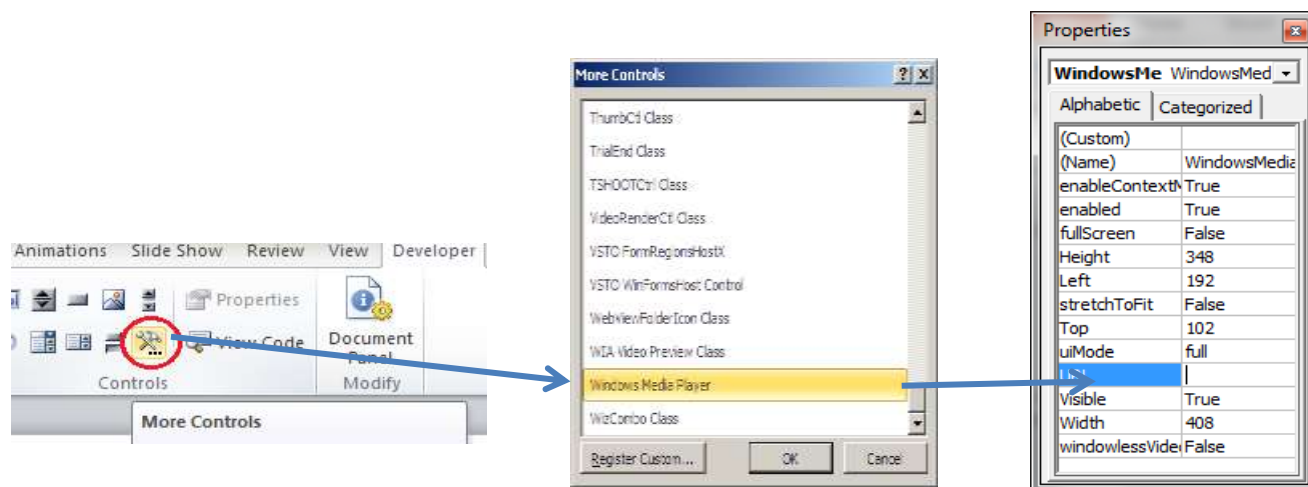 Animations Slide Show Review View Developer
Properties
View Code
Document
Panel
Controls
Modify
More Controls
More Controls
ThumbCtl Class
TrialEnd Class
TSHOOTCtrl Class
VideoRenderCtl Class
VSTO FormRegionsHostX
VSTO WinFormsHost Control
WebviewFolderIcon Class
WIA Video Preview Class
Windows Media Player
WizCombo Class
Register Custom...
OK
Cancel
Properties
WindowsMe WindowsMed
Alphabetic Categorized
(Custom)
(Name) WindowsMedia
enableContextM True
enabled True
fullScreen False
Height 348
Left 192
stretchToFit False
Top 102
uiMode full
URL
Visible True
Width 408
windowlessVide False